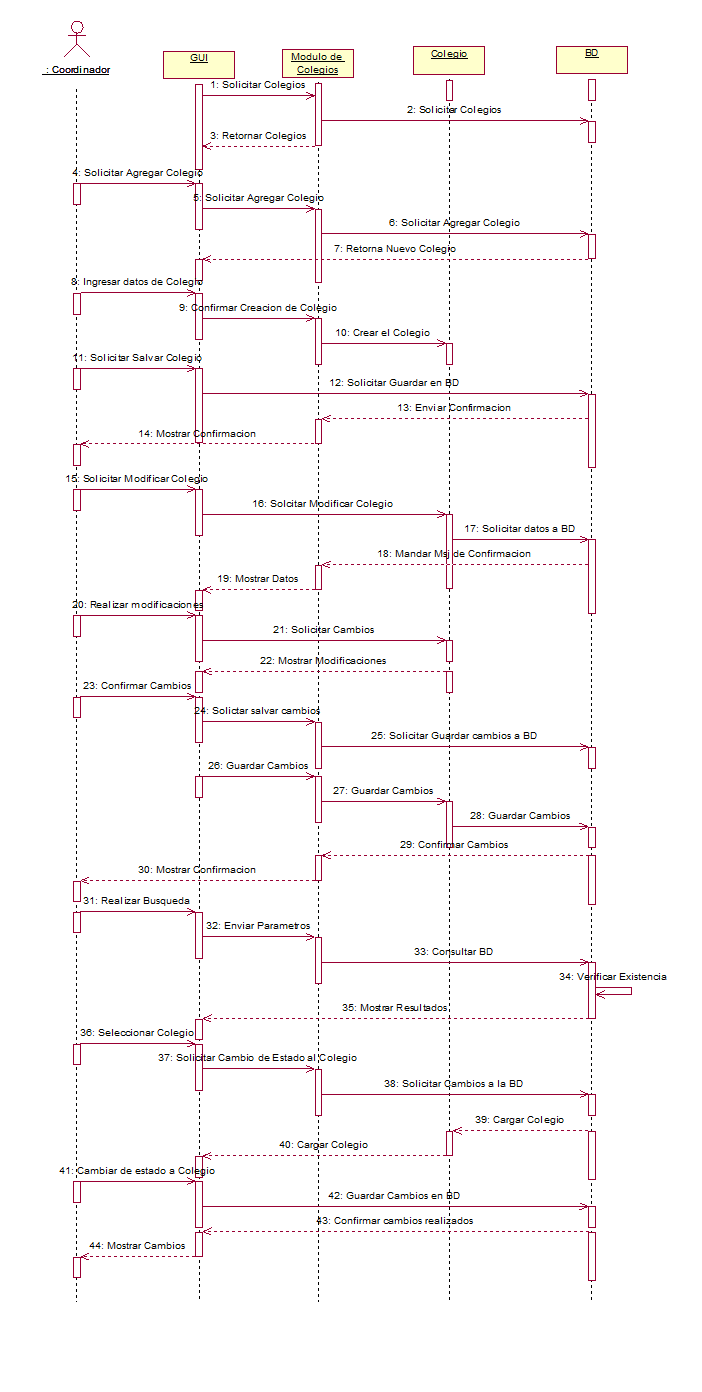 : Coordinador
GUI
Modulo de
Colegios
Colegio
BD
1: Solicitar Colegios
2: Solicitar Colegios
3: Retornar Colegios
4: Solicitar Agregar Colegio
5: Solicitar Agregar Colegio
6: Solicitar Agregar Colegio
7: Retorna Nuevo Colegio
8: Ingresar datos de Colegio
9: Confirmar Creacion de Colegio
10: Crear el Colegio
11: Solicitar Salvar Colegio
12: Solicitar Guardar en BD
13: Enviar Confirmacion
14: Mostrar Confirmacion
15: Solicitar Modificar Colegio
16: Solcitar Modificar Colegio
17: Solicitar datos a BD
18: Mandar Msj de Confirmacion
19: Mostrar Datos
20: Realizar modificaciones
21: Solicitar Cambios
22: Mostrar Modificaciones
23: Confirmar Cambios
24: Solictar salvar cambios
25: Solicitar Guardar cambios a BD
26: Guardar Cambios
27: Guardar Cambios
28: Guardar Cambios
29: Confirmar Cambios
30: Mostrar Confirmacion
31: Realizar Busqueda
32: Enviar Parametros
33: Consultar BD
34: Verificar Existencia
35: Mostrar Resultados
36: Seleccionar Colegio
37: Solicitar Cambio de Estado al Colegio
38: Solicitar Cambios a la BD
39: Cargar Colegio
40: Cargar Colegio
41: Cambiar de estado a Colegio
42: Guardar Cambios en BD
43: Confirmar cambios realizados
44: Mostrar Cambios